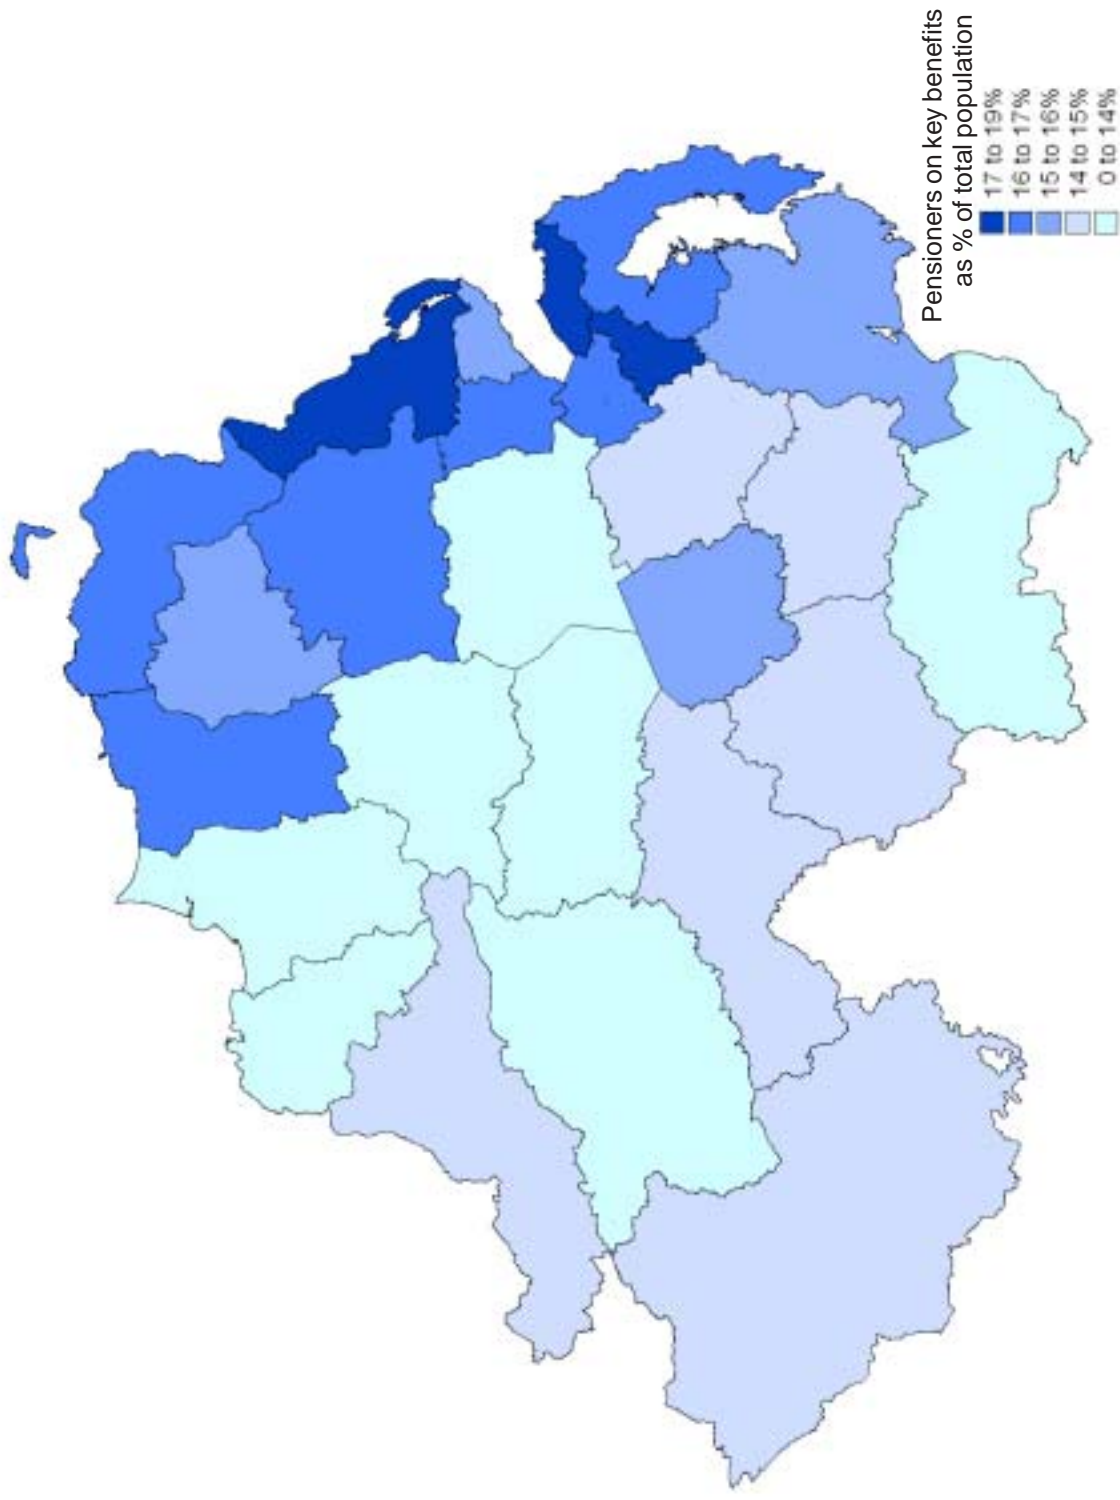 Pensioners on key benefits
as % of total population
17 to 19%
16 to 17%
15 to 16%
14 to 15%
0 to 14%